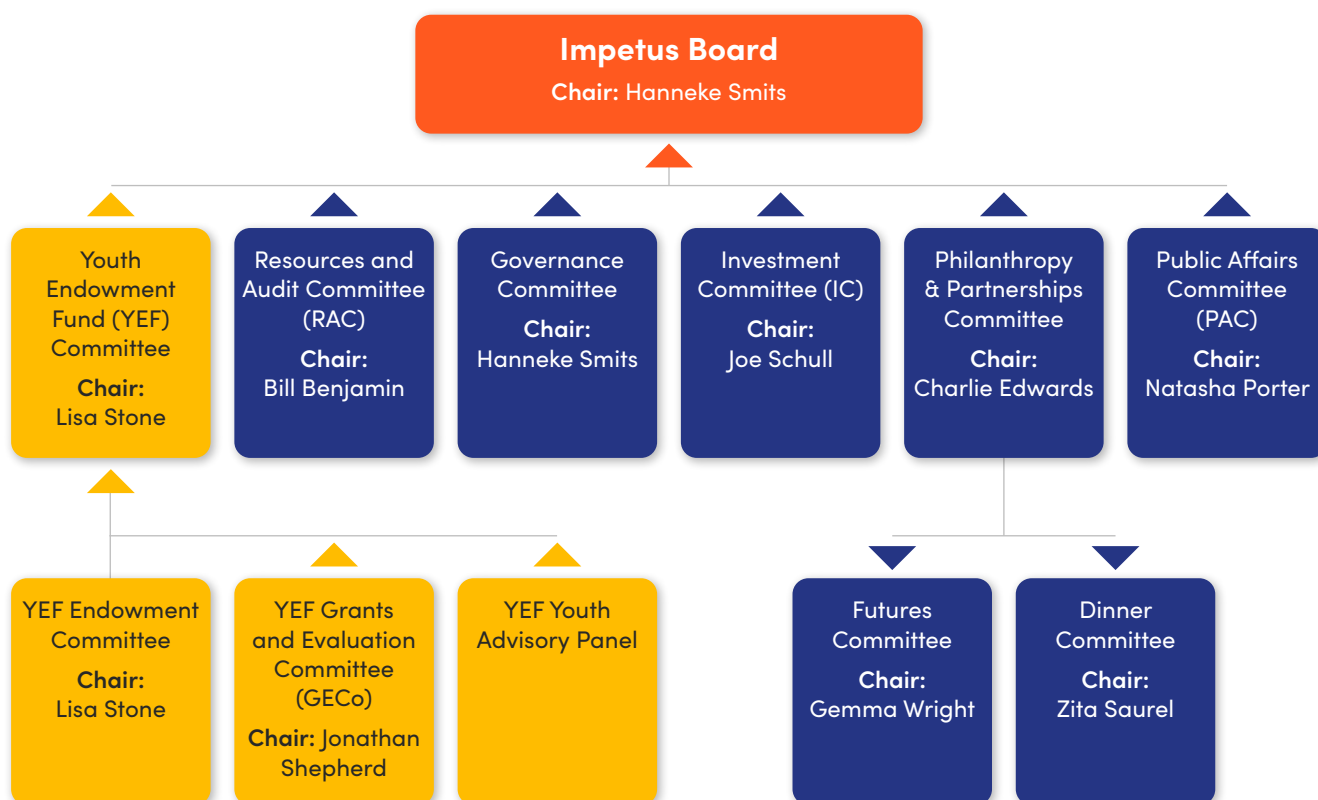 Impetus Board
Chair: Hanneke Smits
Youth
Endowment
Fund (YEF)
Committee
Chair:
Lisa Stone
Resources and
Audit Committee
(RAC)
Chair:
Bill Benjamin
Governance
Committee
Chair:
Hanneke Smits
Investment
Committee (IC)
Chair:
Joe Schull
Philanthropy
& Partnerships
Committee
Chair:
Charlie Edwards
Public Affairs
Committee
(PAC)
Chair:
Natasha Porter
YEF Endowment
Committee
Chair:
Lisa Stone
YEF Grants
and Evaluation
Committee
(GECo)
Chair: Jonathan
Shepherd
YEF Youth
Advisory Panel
Futures
Committee
Chair:
Gemma Wright
Dinner
Committee
Chair:
Zita Saurel